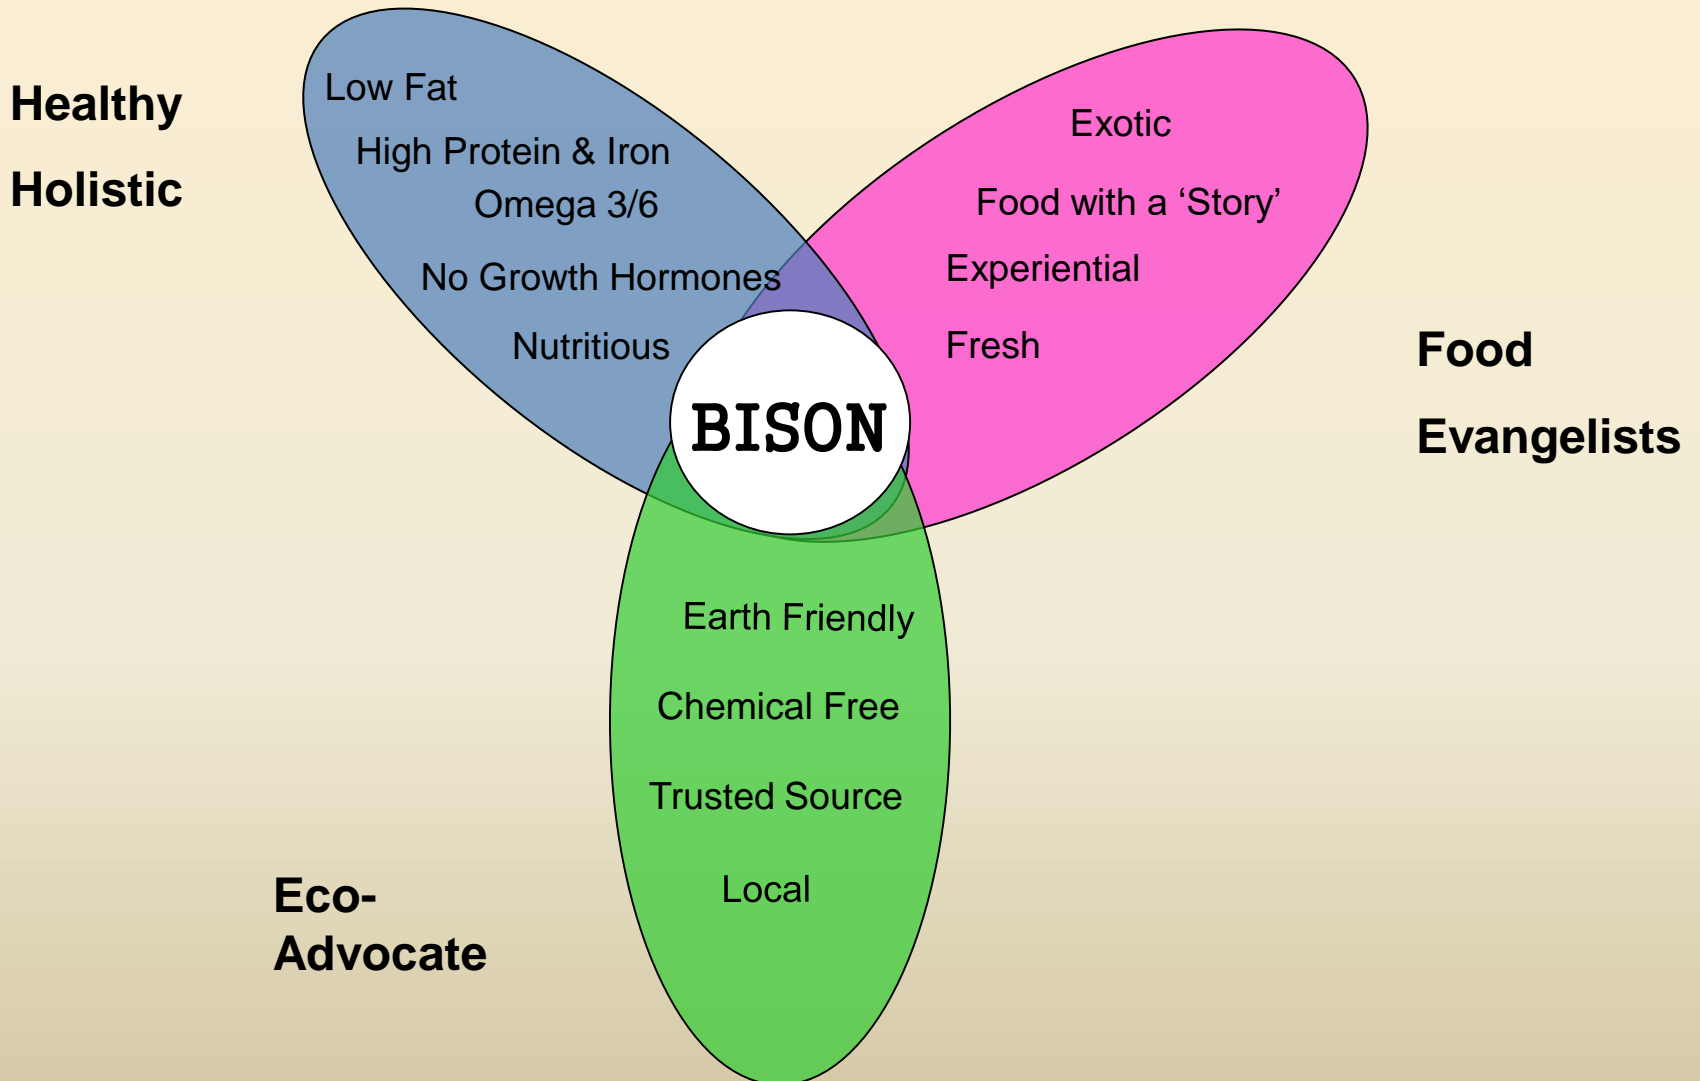 Healthy
Holistic
Low Fat
High Protein & Iron
Omega 3/6
No Growth Hormones
Nutritious
Exotic
Food with a ‘Story’
Experiential
Fresh
Food
Evangelists
BISON
Earth Friendly
Chemical Free
Trusted Source
Local
Eco-
Advocate